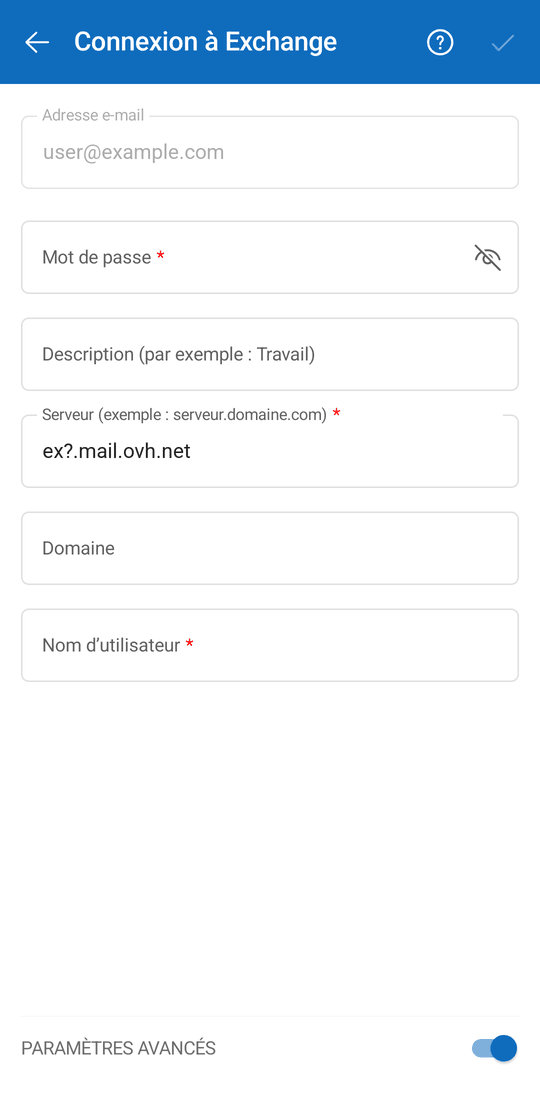 Connexion à Exchange
Adresse e-mail
user@example.com
Mot de passe *
Description (par exemple : Travail)
Serveur (exemple : serveur.domaine.com) *
ex?.mail.ovh.net
Domaine
Nom d’utilisateur *
PARAMÈTRES AVANCÉS